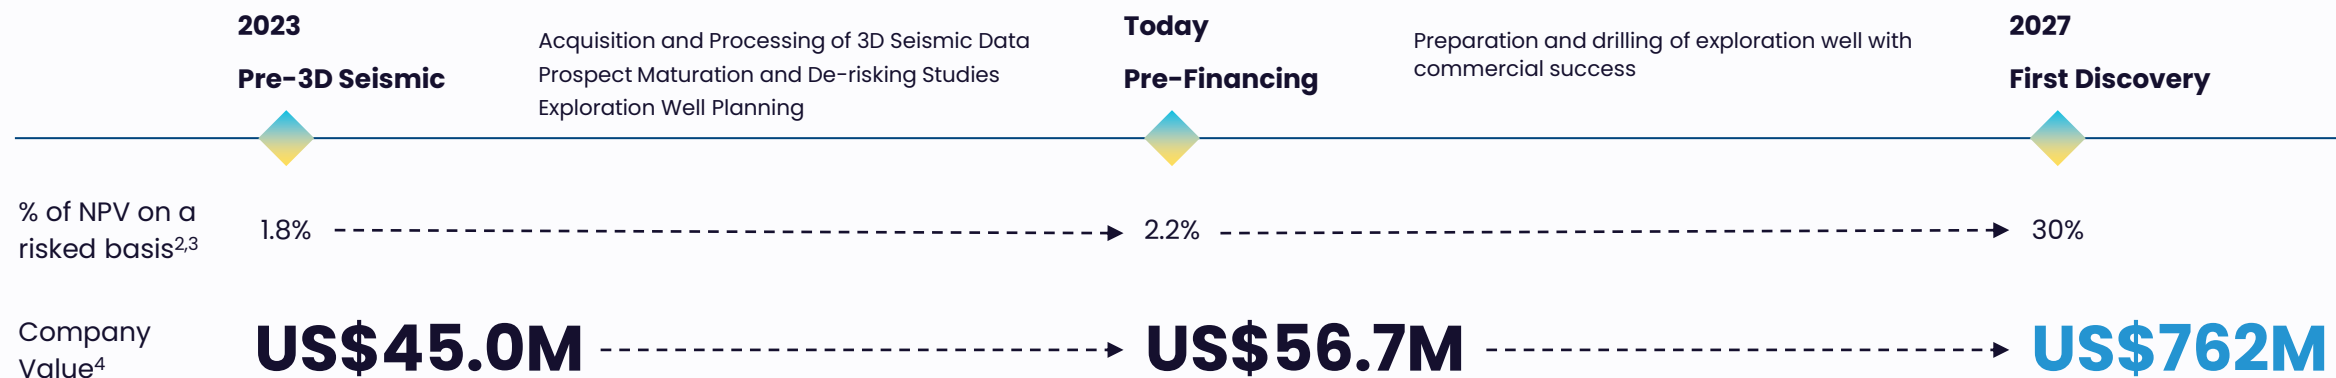 2023
Pre-3D Seismic
Acquisition and Processing of 3D Seismic Data
Prospect Maturation and De-risking Studies
Exploration Well Planning
Today
Pre-Financing
Preparation and drilling of exploration well with
commercial success
2027
First Discovery
% of NPV on a
risked basis2,3
1.8%
2.2%
30%
Company
Value4
US$45.0M
US$56.7M
US$762M